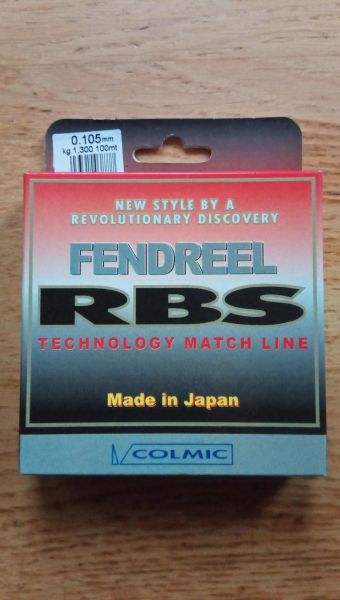 0.105mm
kg.1,300 100mt
NEW STYLE BY A
REVOLUTIONARY DISCOVERY
FENDREEL
RBS
TECHNOLOGY MATCH LINE
Made in Japan
COLMIC